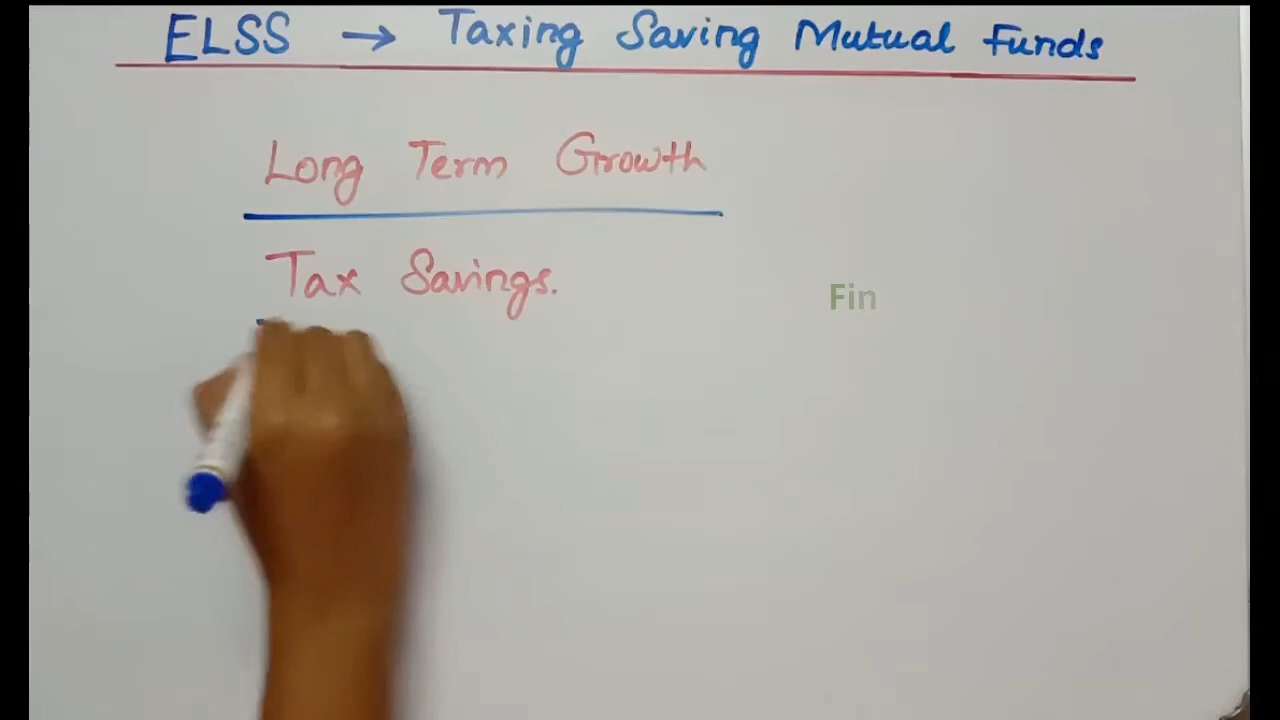 ELSS → Taxing Saving Mutual Funds
Long Term Growth
Tax Savings.
Fin